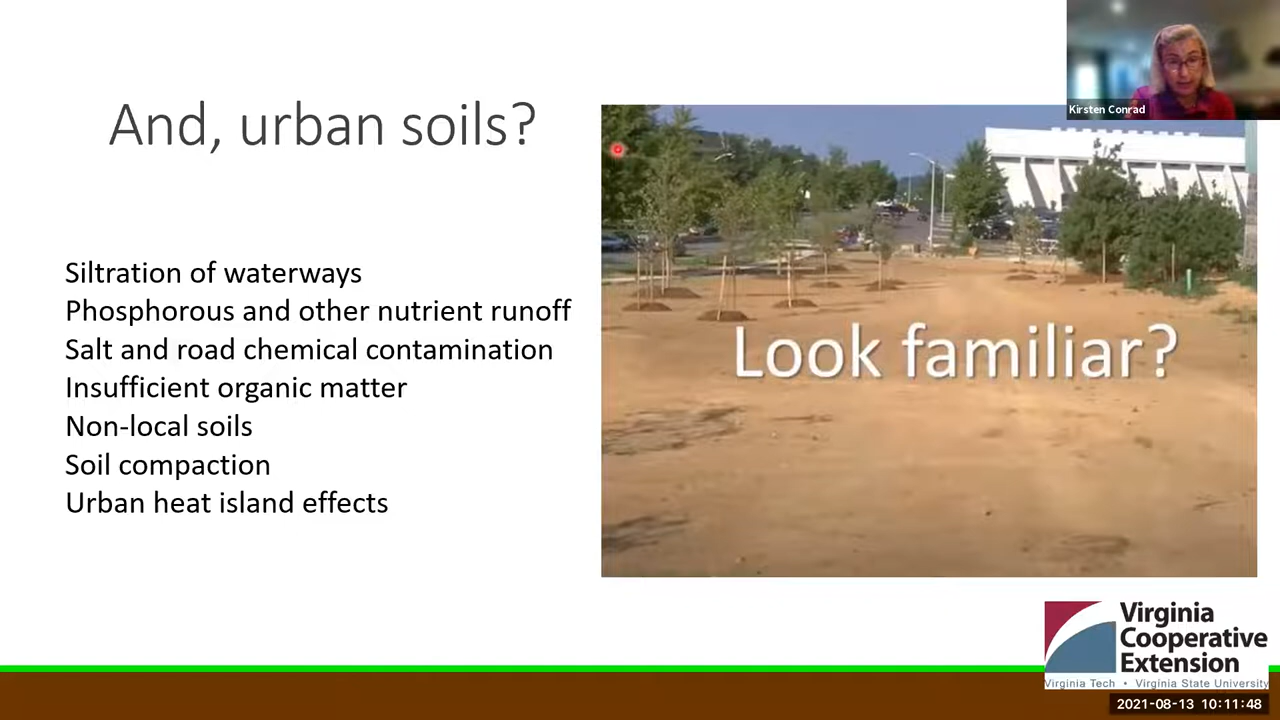 Kirsten Conrad
And, urban soils?
Siltration of waterways
Phosphorous and other nutrient runoff
Salt and road chemical contamination
Insufficient organic matter
Non-local soils
Soil compaction
Urban heat island effects
Look familiar?
Virginia
Cooperative
Extension
Virginia Tech • Virginia State University
2021-08-13 10:11:48